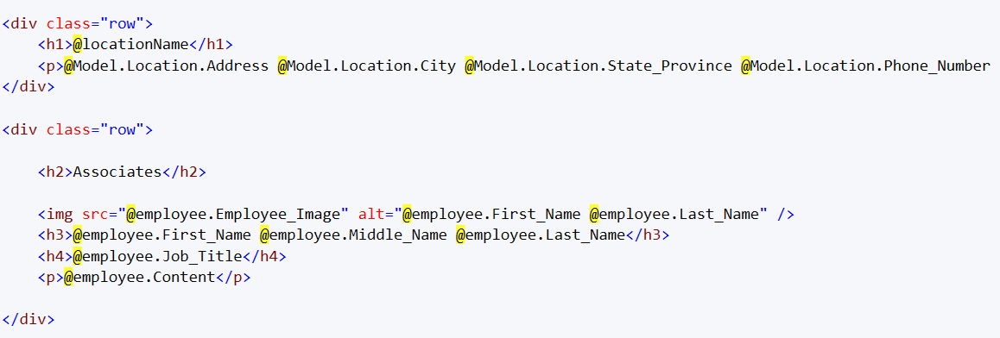 <div class="row">
    <h1>@locationName</h1>
    <p>@Model.Location.Address @Model.Location.City @Model.Location.State_Province @Model.Location.Phone_Number
</div>

<div class="row">

    <h2>Associates</h2>

    <img src="@employee.Employee_Image" alt="@employee.First_Name @employee.Last_Name" />
    <h3>@employee.First_Name @employee.Middle_Name @employee.Last_Name</h3>
    <h4>@employee.Job_Title</h4>
    <p>@employee.Content</p>

</div>